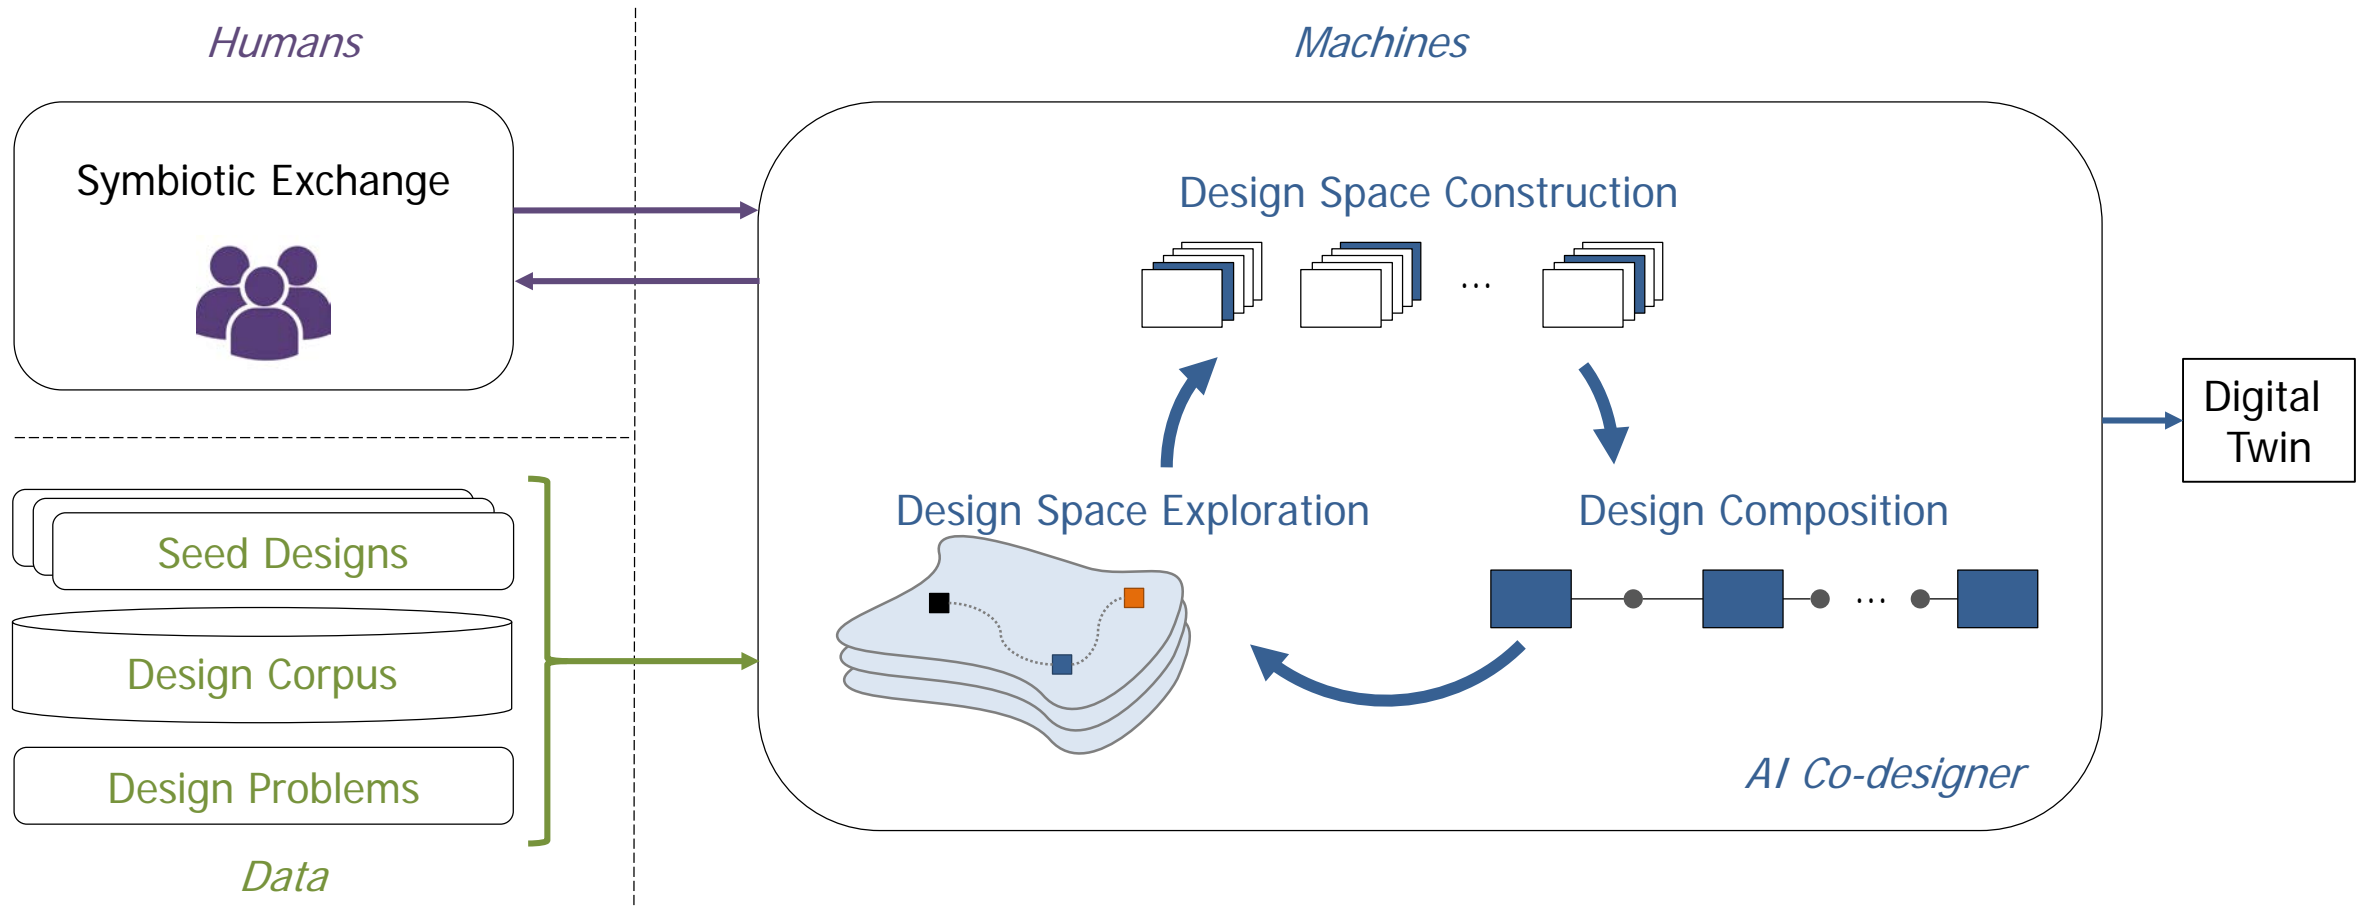 Humans
Machines
Symbiotic Exchange
Design Space Construction
...
Digital
Twin
Design Space Exploration
Design Composition
...
Seed Designs
Design Corpus
Design Problems
AI Co-designer
Data